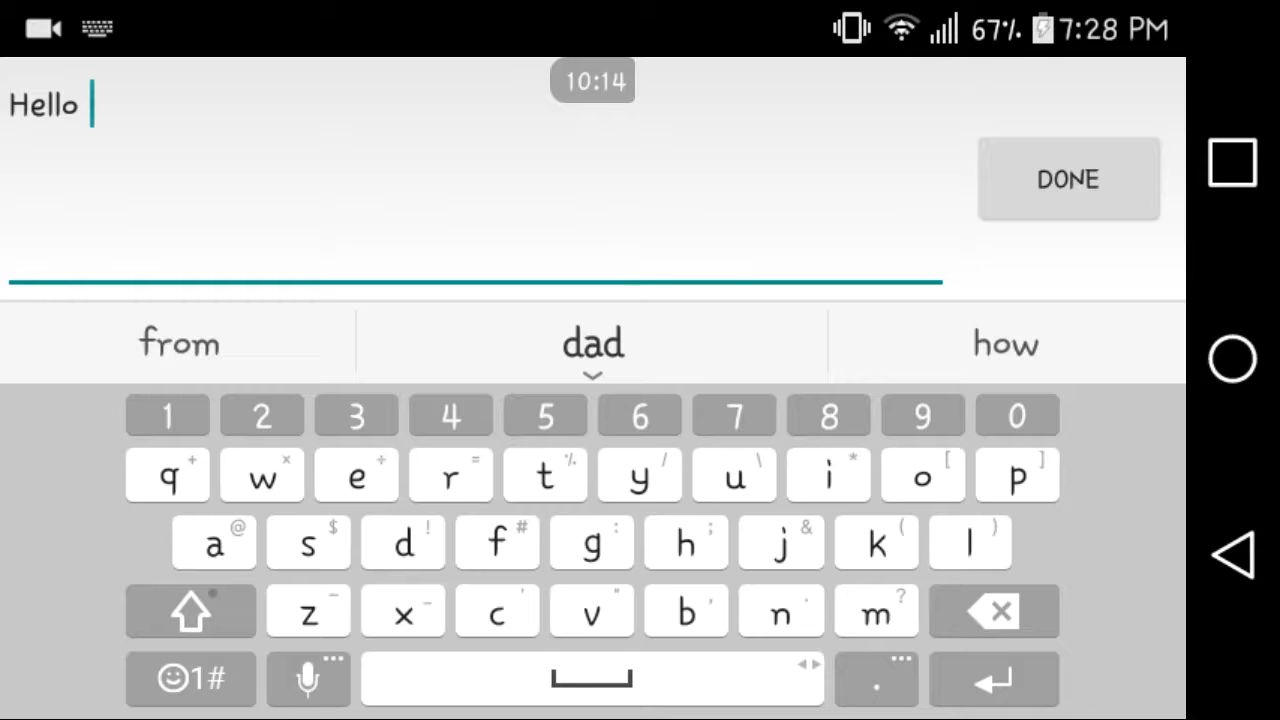 67% 7:28 PM
10:14
Hello
DONE
from dad how
1 2 3 4 5 6 7 8 9 0
q + w × e ÷ r = t % y / u \ i * o [ p ]
a @ s $ d ! f # g : h ; j & k ( l )
z - x _ c ' v " b , n . m ?
☺1# ... . ...